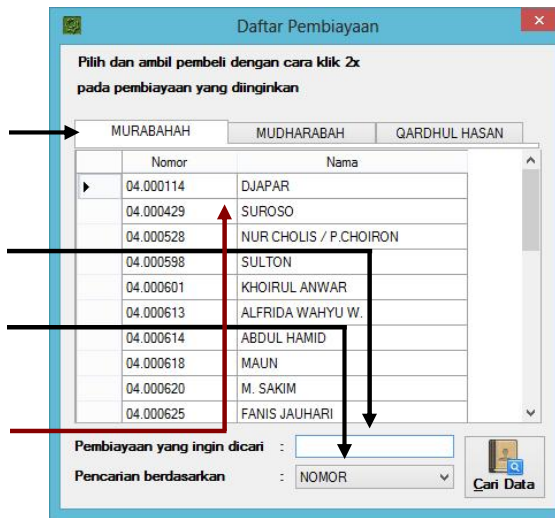 Daftar Pembiayaan
Pilih dan ambil pembeli dengan cara klik 2x
pada pembiayaan yang diinginkan
MURABAHAH MUDHARABAH QARDHUL HASAN
Nomor Nama
04.000114 DJAPAR
04.000429 SUROSO
04.000528 NUR CHOLIS / P.CHOIRON
04.000598 SULTON
04.000601 KHOIRUL ANWAR
04.000613 ALFRIDA WAHYU W.
04.000614 ABDUL HAMID
04.000618 MAUN
04.000620 M. SAKIM
04.000625 FANIS JAUHARI
Pembiayaan yang ingin dicari :
Pencarian berdasarkan : NOMOR
Cari Data